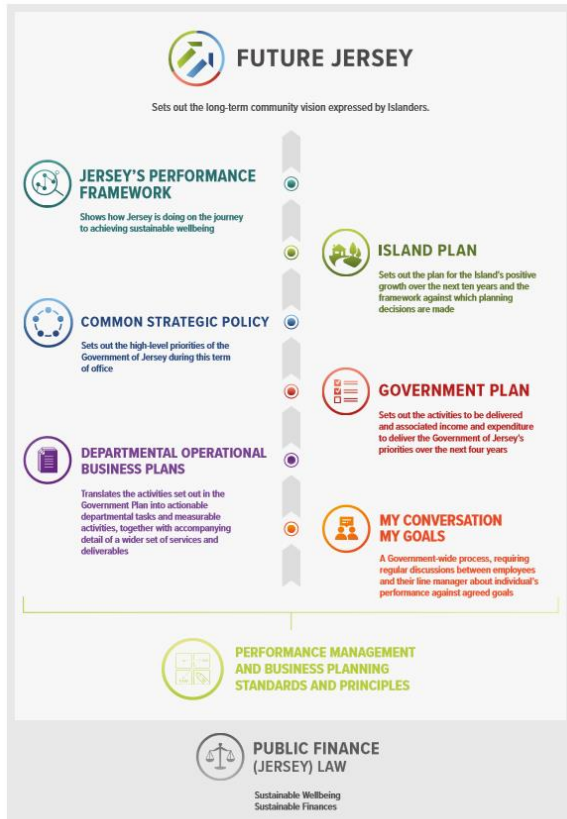 FUTURE JERSEY
Sets out the long-term community vision expressed by Islanders.
JERSEY'S PERFORMANCE
FRAMEWORK
Shows how Jersey is doing on the journey
to achieving sustainable wellbeing
ISLAND PLAN
Sets out the plan for the Island's positive
growth over the next ten years and the
framework against which planning
decisions are made
COMMON STRATEGIC POLICY
Sets out the high-level priorities of the
Government of Jersey during this term
of office
GOVERNMENT PLAN
Sets out the activities to be delivered
and associated income and expenditure
to deliver the Government of Jersey's
priorities over the next four years
DEPARTMENTAL OPERATIONAL
BUSINESS PLANS
Translates the activities set out in the
Government Plan into actionable
departmental tasks and measurable
activities, together with accompanying
detail of a wider set of services and
deliverables
MY CONVERSATION
MY GOALS
A Government-wide process, requiring
regular discussions between employees
and their line manager about individual's
performance against agreed goals
PERFORMANCE MANAGEMENT
AND BUSINESS PLANNING
STANDARDS AND PRINCIPLES
PUBLIC FINANCE
(JERSEY) LAW
Sustainable Wellbeing
Sustainable Finances